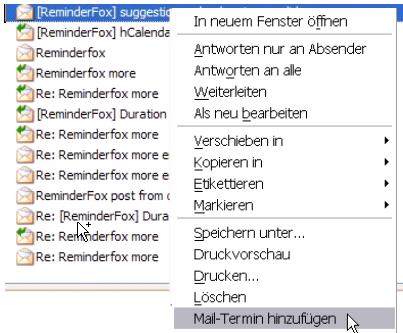 [ReminderFox] suggestio
[ReminderFox] hCalenda
Reminderfox
Reminderfox more
Re: Reminderfox more
[ReminderFox] Duration
Re: Reminderfox more
Re: Reminderfox more e
Re: Reminderfox more e
ReminderFox post from
Re: [ReminderFox] Dura
Re: Reminderfox more
Re: Reminderfox more
In neuem Fenster öffnen
Antworten nur an Absender
Antworten an alle
Weiterleiten
Als neu bearbeiten
Verschieben in
Kopieren in
Etikettieren
Markieren
Speichern unter...
Druckvorschau
Drucken...
Löschen
Mail-Termin hinzufügen